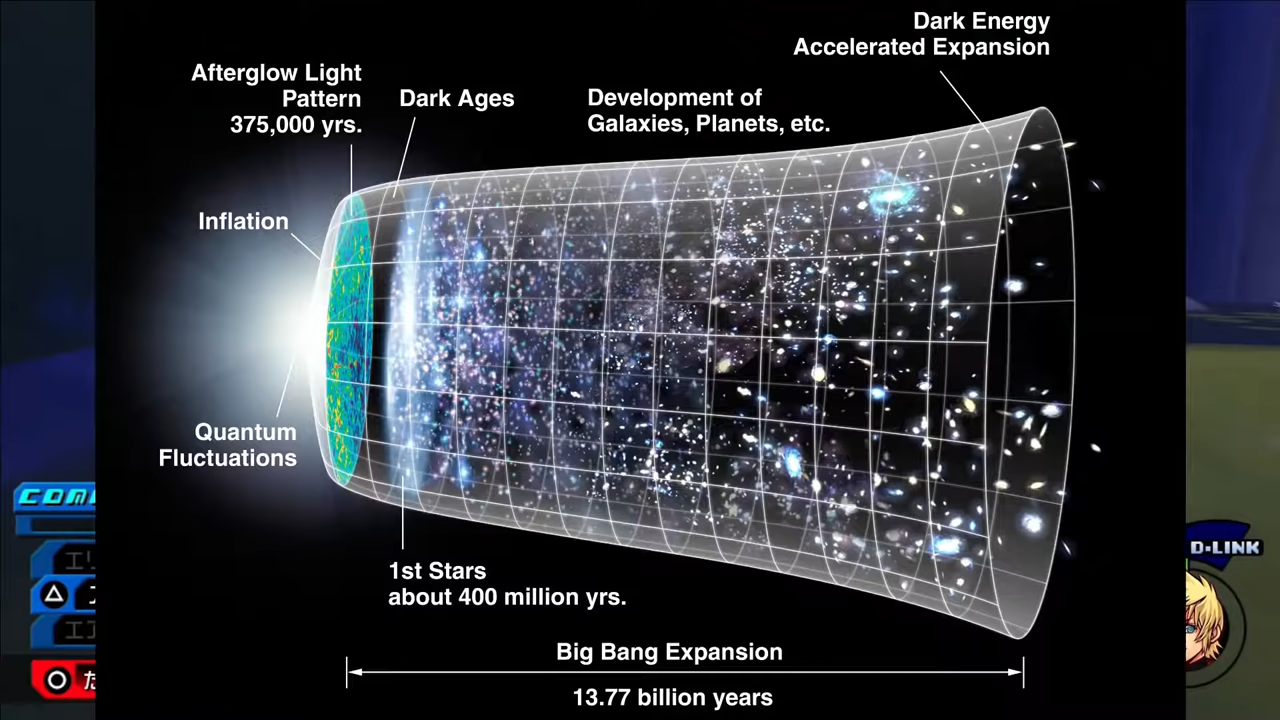 Dark Energy
Accelerated Expansion
Afterglow Light
Pattern
375,000 yrs.
Dark Ages
Development of
Galaxies, Planets, etc.
Inflation
Quantum
Fluctuations
1st Stars
about 400 million yrs.
Big Bang Expansion
13.77 billion years
D-LINK